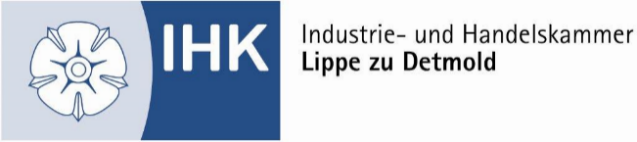 IHK
Industrie- und Handelskammer
Lippe zu Detmold